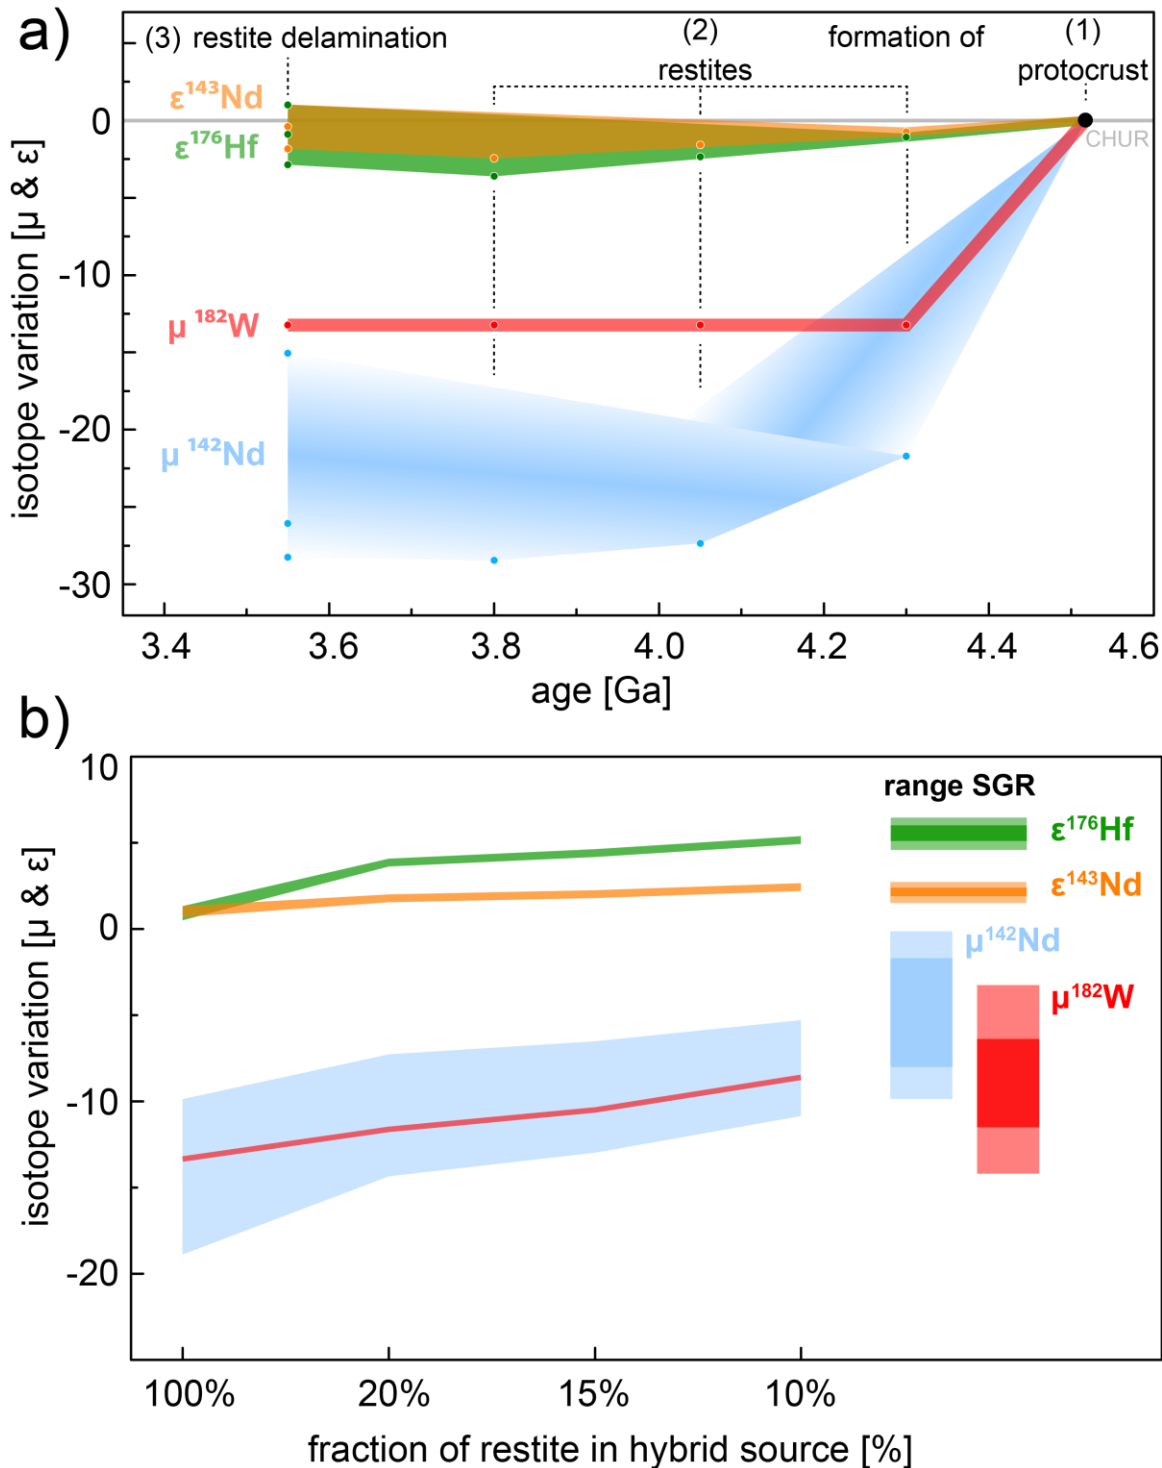 a)
(3) restite delamination
(2)
restites
formation of
(1)
protocrust
ε¹⁴³Nd
ε¹⁷⁶Hf
CHUR
μ ¹⁸²W
μ ¹⁴²Nd
isotope variation [μ & ε]
0
-10
-20
-30
3.4 3.6 3.8 4.0 4.2 4.4 4.6
age [Ga]
b)
isotope variation [μ & ε]
10
0
-10
-20
range SGR
ε¹⁷⁶Hf
ε¹⁴³Nd
μ¹⁴²Nd
μ¹⁸²W
100% 20% 15% 10%
fraction of restite in hybrid source [%]